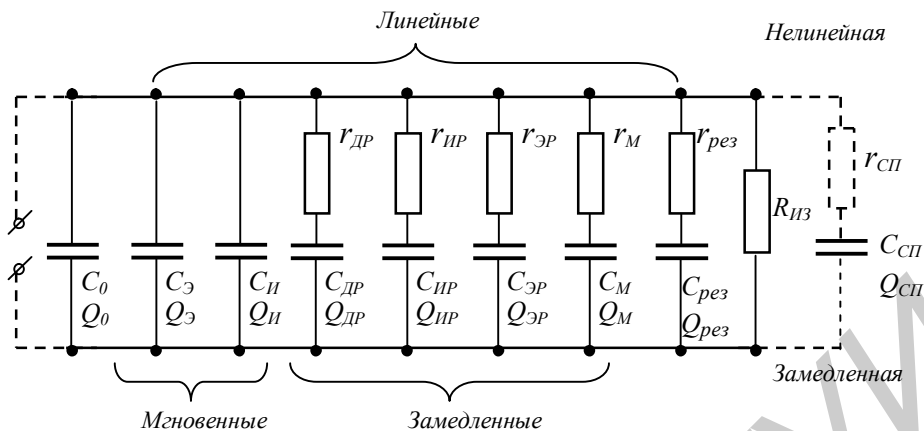 Линейные
Нелинейная
r_ДР r_ИР r_ЭР r_М r_рез
r_СП
R_ИЗ
C_0 C_Э C_И C_ДР C_ИР C_ЭР C_М C_рез C_СП
Q_0 Q_Э Q_И Q_ДР Q_ИР Q_ЭР Q_М Q_рез Q_СП
Замедленная
Мгновенные Замедленные